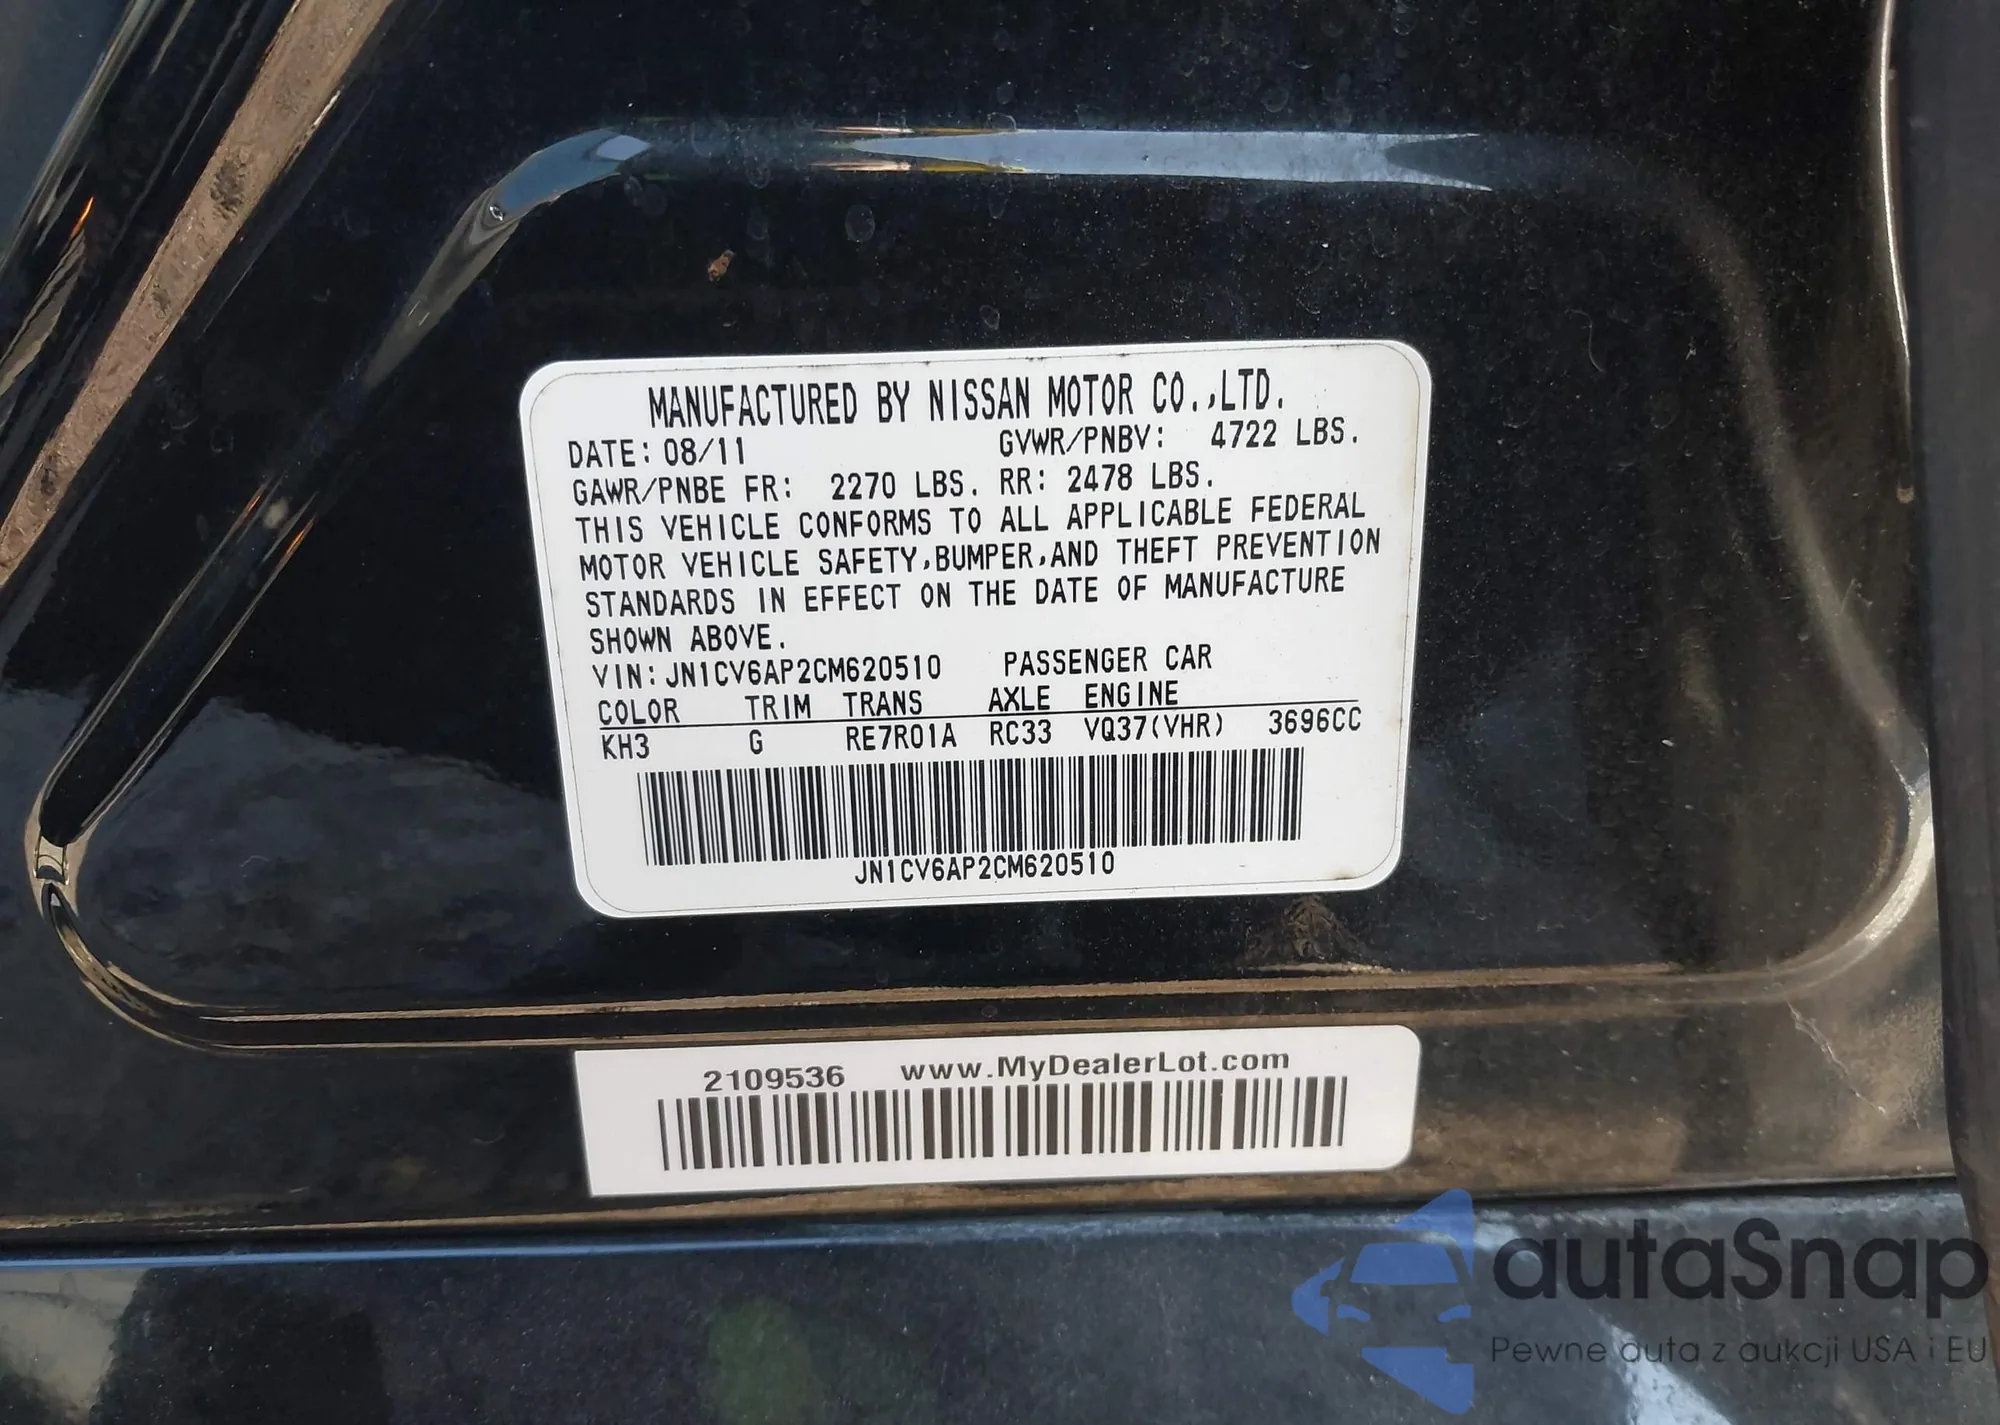 MANUFACTURED BY NISSAN MOTOR CO.,LTD.
DATE: 08/11 GVWR/PNBV: 4722 LBS.
GAWR/PNBE FR: 2270 LBS. RR: 2478 LBS.
THIS VEHICLE CONFORMS TO ALL APPLICABLE FEDERAL
MOTOR VEHICLE SAFETY,BUMPER,AND THEFT PREVENTION
STANDARDS IN EFFECT ON THE DATE OF MANUFACTURE
SHOWN ABOVE.
VIN:JN1CV6AP2CM620510 PASSENGER CAR
COLOR TRIM TRANS AXLE ENGINE
KH3 G RE7R01A RC33 VQ37(VHR) 3696CC
JN1CV6AP2CM620510
2109536 www.MyDealerLot.com
autaSnap
Pewne auta z aukcji USA i EU